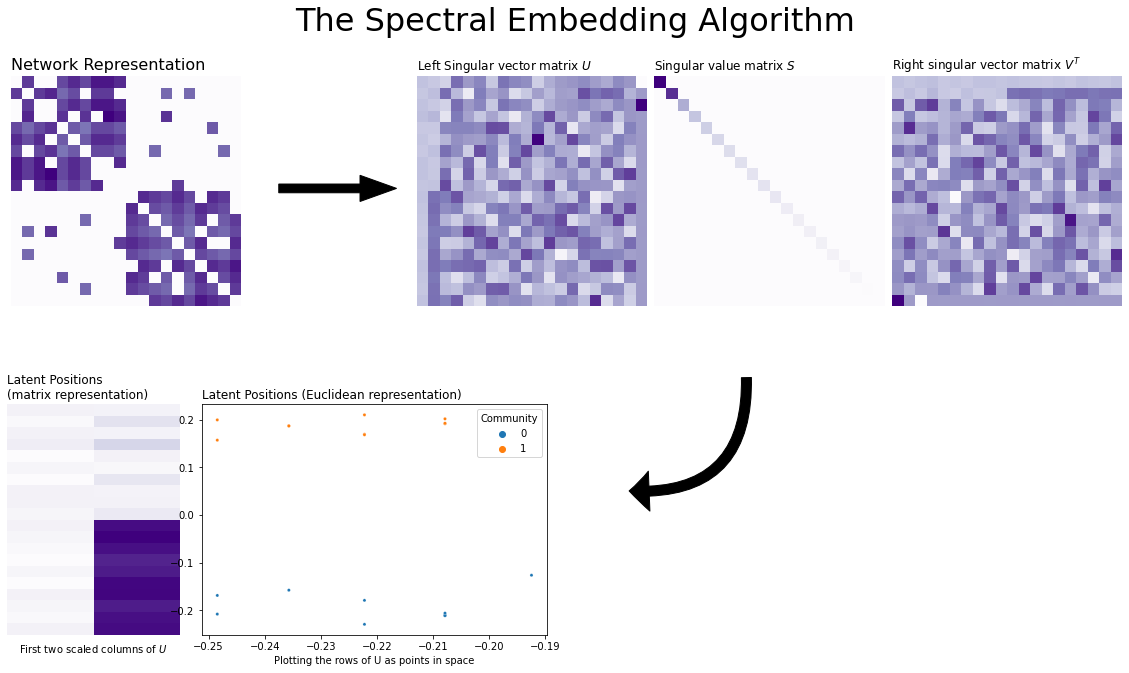 The Spectral Embedding Algorithm
Network Representation
Left Singular vector matrix U
Singular value matrix S
Right singular vector matrix V^T
Latent Positions
(matrix representation)
First two scaled columns of U
Latent Positions (Euclidean representation)
Community
0
1
0.2
0.1
0.0
−0.1
−0.2
−0.25
−0.24
−0.23
−0.22
−0.21
−0.20
−0.19
Plotting the rows of U as points in space